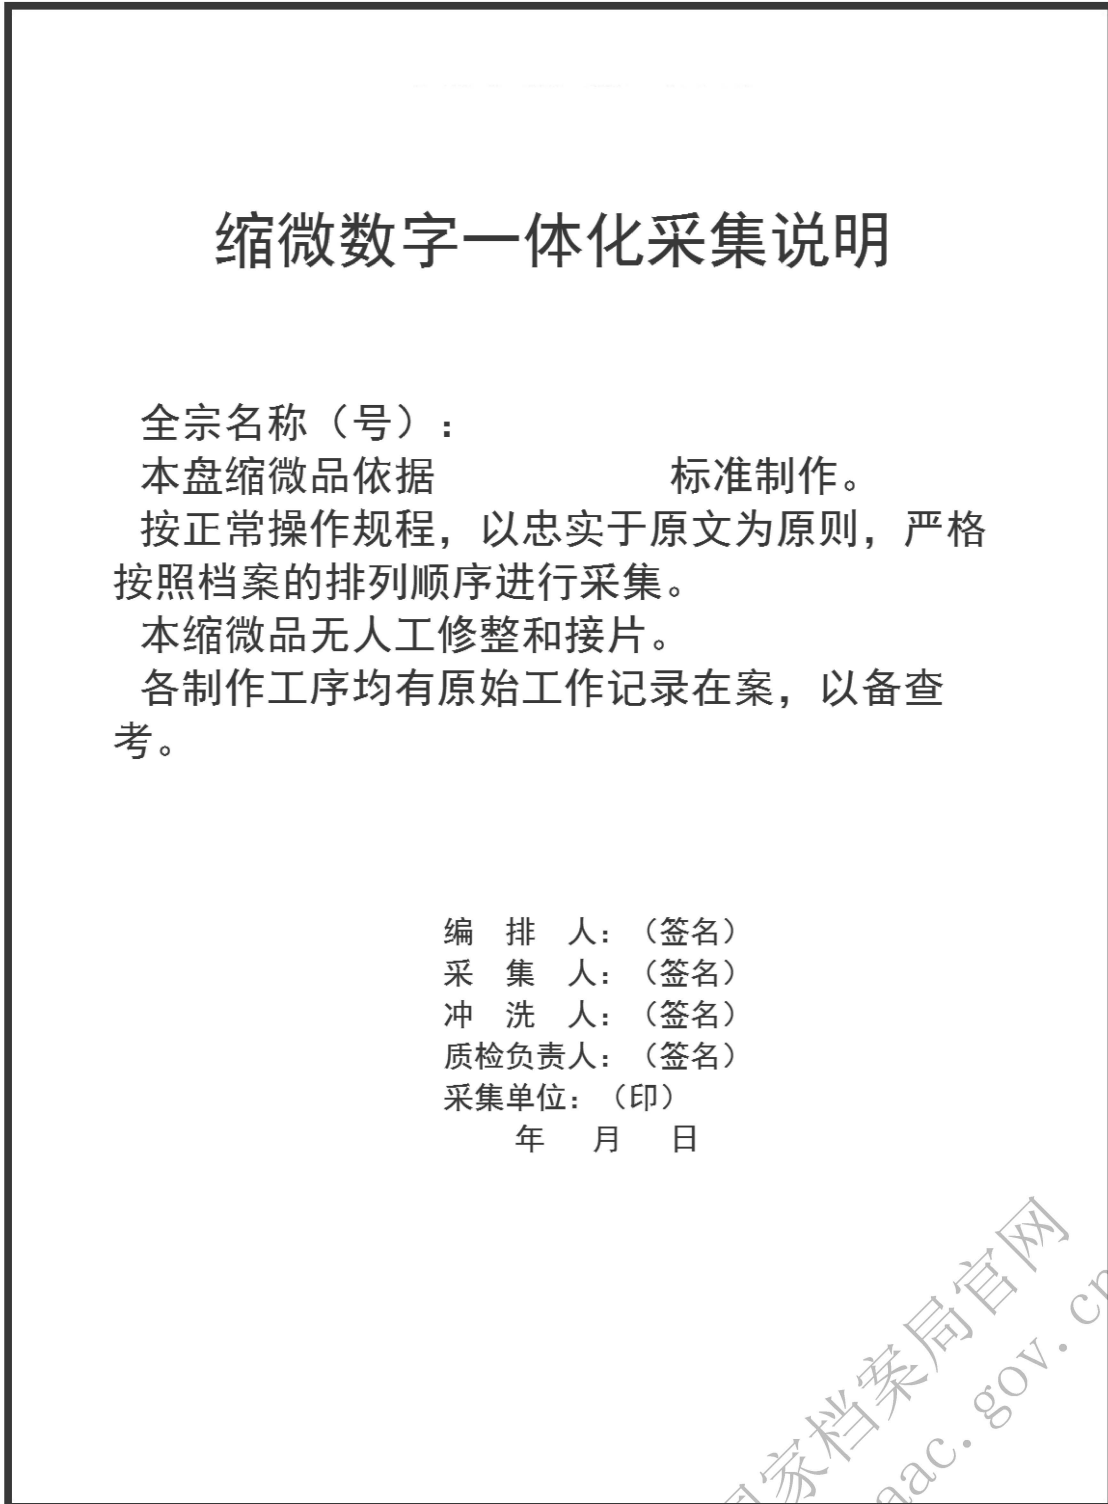 缩微数字一体化采集说明
全宗名称（号）：
本盘缩微品依据 标准制作。
按正常操作规程，以忠实于原文为原则，严格
按照档案的排列顺序进行采集。
本缩微品无人工修整和接片。
各制作工序均有原始工作记录在案，以备查
考。
编 排 人：（签名）
采 集 人：（签名）
冲 洗 人：（签名）
质检负责人：（签名）
采集单位：（印）
年 月 日
家档案局官网
aac.gov.cn